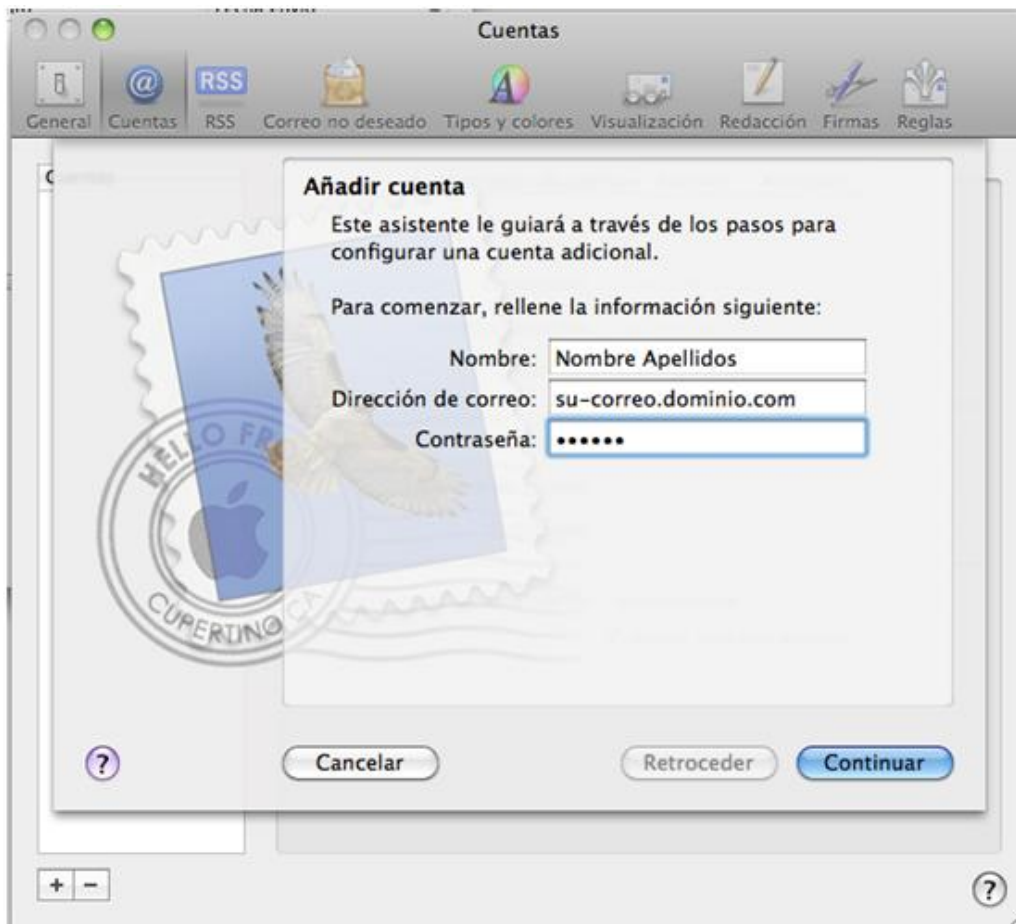 Cuentas
General Cuentas RSS Correo no deseado Tipos y colores Visualización Redacción Firmas Reglas
RSS
Añadir cuenta
Este asistente le guiará a través de los pasos para
configurar una cuenta adicional.
Para comenzar, rellene la información siguiente:
Nombre: Nombre Apellidos
Dirección de correo: su-correo.dominio.com
Contraseña: ••••••
HELLO
CUPERTINO CA
? Cancelar Retroceder Continuar
+ - ?